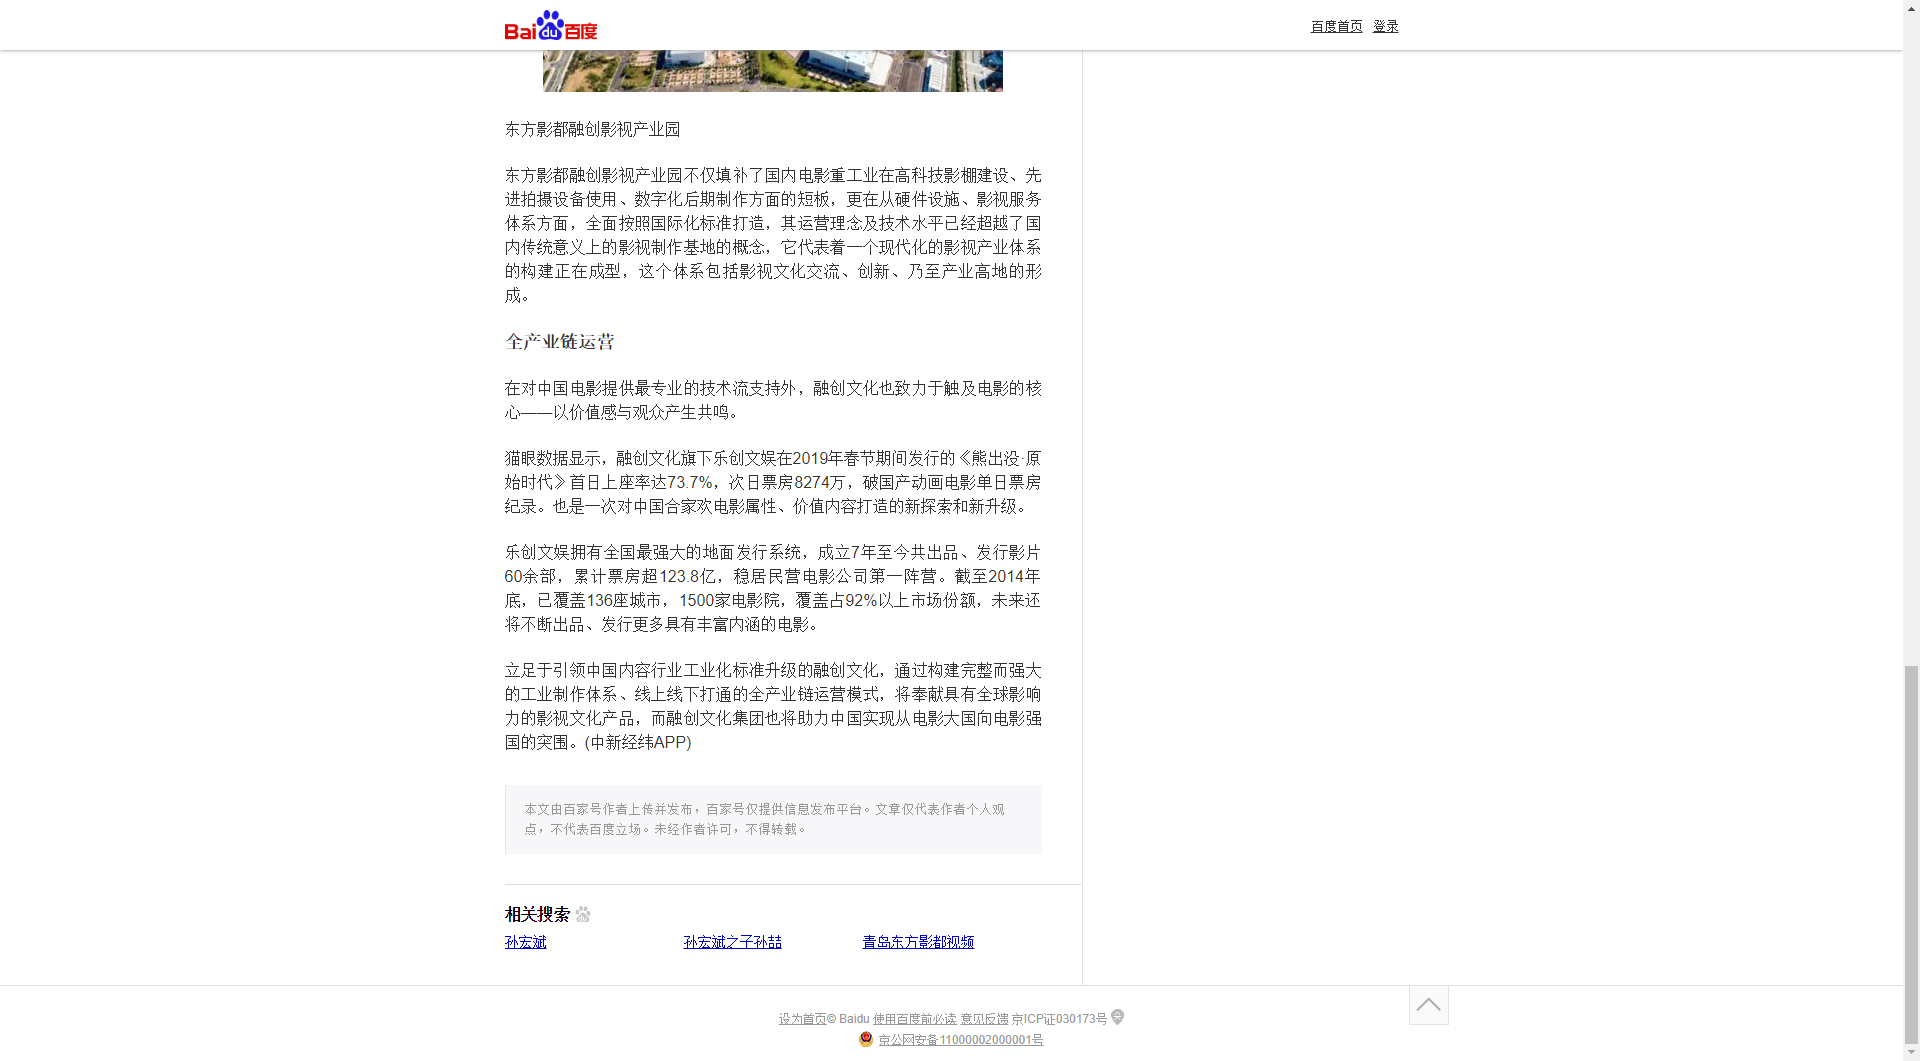 Baidu百度
百度首页 登录
东方影都融创影视产业园
东方影都融创影视产业园不仅填补了国内电影重工业在高科技影棚建设、先
进拍摄设备使用、数字化后期制作方面的短板，更在从硬件设施、影视服务
体系方面，全面按照国际化标准打造，其运营理念及技术水平已经超越了国
内传统意义上的影视制作基地的概念，它代表着一个现代化的影视产业体系
的构建正在成型，这个体系包括影视文化交流、创新、乃至产业高地的形
成。
全产业链运营
在对中国电影提供最专业的技术流支持外，融创文化也致力于触及电影的核
心——以价值感与观众产生共鸣。
猫眼数据显示，融创文化旗下乐创文娱在2019年春节期间发行的《熊出没·原
始时代》首日上座率达73.7%，次日票房8274万，破国产动画电影单日票房
纪录。也是一次对中国合家欢电影属性、价值内容打造的新探索和新升级。
乐创文娱拥有全国最强大的地面发行系统，成立7年至今共出品、发行影片
60余部，累计票房超123.8亿，稳居民营电影公司第一阵营。截至2014年
底，已覆盖136座城市，1500家电影院，覆盖占92%以上市场份额，未来还
将不断出品、发行更多具有丰富内涵的电影。
立足于引领中国内容行业工业化标准升级的融创文化，通过构建完整而强大
的工业制作体系、线上线下打通的全产业链运营模式，将奉献具有全球影响
力的影视文化产品，而融创文化集团也将助力中国实现从电影大国向电影强
国的突围。(中新经纬APP)
本文由百家号作者上传并发布，百家号仅提供信息发布平台。文章仅代表作者个人观
点，不代表百度立场。未经作者许可，不得转载。
相关搜索
孙宏斌 孙宏斌之子孙喆 青岛东方影都视频
设为首页© Baidu 使用百度前必读 意见反馈 京ICP证030173号
京公网安备11000002000001号